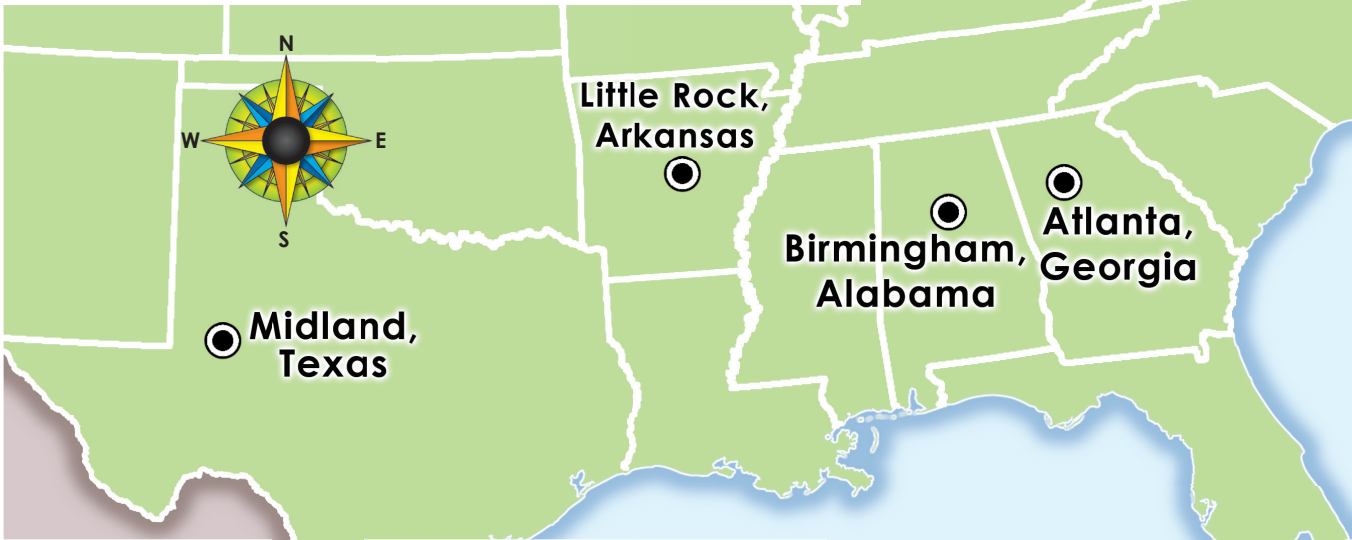 N
W
E
S
Little Rock,
Arkansas
Birmingham,
Alabama
Atlanta,
Georgia
Midland,
Texas